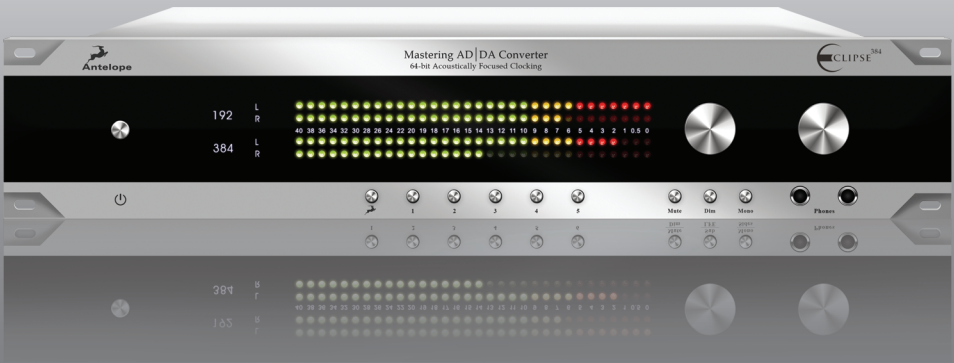 Antelope
Mastering AD|DA Converter
64-bit Acoustically Focused Clocking
ECLIPSE 384
192 L
R
40 38 36 34 32 30 28 26 24 22 20 19 18 17 16 15 14 13 12 11 10 9 8 7 6 5 4 3 2 1 0.5 0
384 L
R
1 2 3 4 5 Mute Dim Mono Phones